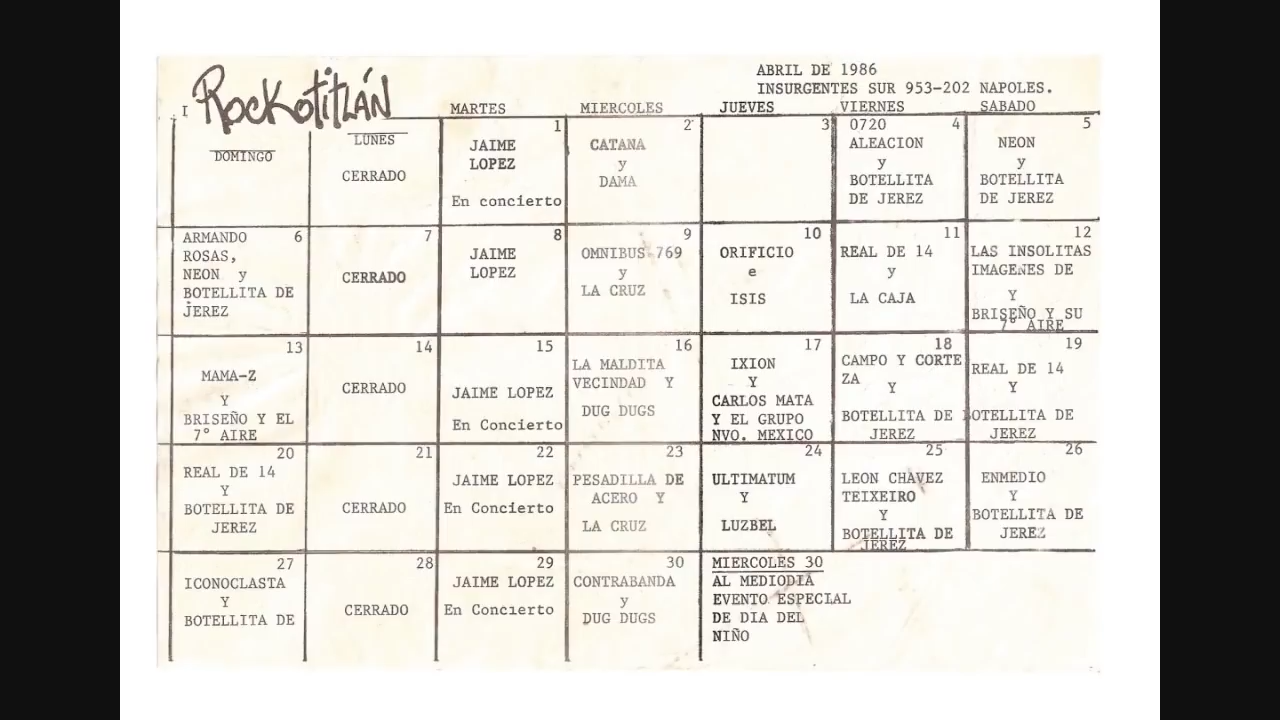 Rockotitlán
ABRIL DE 1986
INSURGENTES SUR 953-202 NAPOLES.
DOMINGO
LUNES
MARTES
MIERCOLES
JUEVES
VIERNES
SABADO
CERRADO
1
JAIME
LOPEZ
En concierto
2
CATANA
y
DAMA
3
0720 4
ALEACION
y
BOTELLITA
DE JEREZ
5
NEON
y
BOTELLITA
DE JEREZ
ARMANDO 6
ROSAS,
NEON y
BOTELLITA DE
JEREZ
7
CERRADO
8
JAIME
LOPEZ
9
OMNIBUS 769
y
LA CRUZ
10
ORIFICIO
e
ISIS
11
REAL DE 14
y
LA CAJA
12
LAS INSOLITAS
IMAGENES DE
Y
BRISEÑO Y SU
7° AIRE
13
MAMA-Z
Y
BRISEÑO Y EL
7° AIRE
14
CERRADO
15
JAIME LOPEZ
En Concierto
16
LA MALDITA
VECINDAD Y
DUG DUGS
17
IXION
Y
CARLOS MATA
Y EL GRUPO
NVO. MEXICO
18
CAMPO Y CORTE
ZA
Y
BOTELLITA DE
JEREZ
19
REAL DE 14
Y
BOTELLITA DE
JEREZ
20
REAL DE 14
Y
BOTELLITA DE
JEREZ
21
CERRADO
22
JAIME LOPEZ
En Concierto
23
PESADILLA DE
ACERO Y
LA CRUZ
24
ULTIMATUM
Y
LUZBEL
25
LEON CHAVEZ
TEIXEIRO
Y
BOTELLITA DE
JEREZ
26
ENMEDIO
Y
BOTELLITA DE
JEREZ
27
ICONOCLASTA
Y
BOTELLITA DE
28
CERRADO
29
JAIME LOPEZ
En Concierto
30
CONTRABANDA
y
DUG DUGS
MIERCOLES 30
AL MEDIODIA
EVENTO ESPECIAL
DE DIA DEL
NIÑO